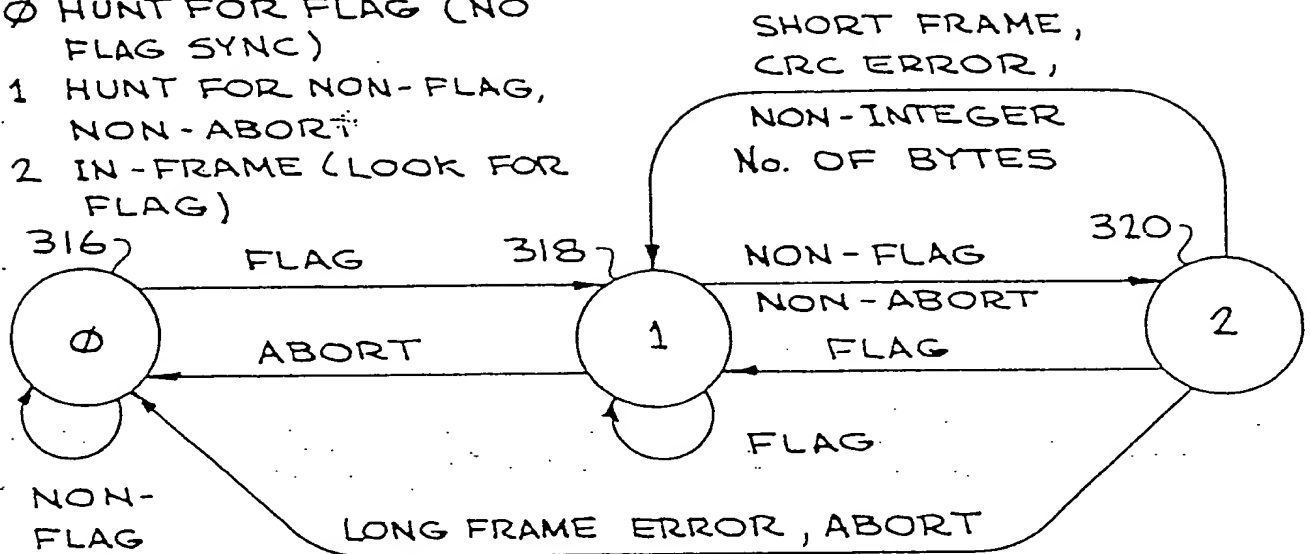 Ø HUNT FOR FLAG (NO
FLAG SYNC)
1 HUNT FOR NON-FLAG,
NON-ABORT
2 IN-FRAME (LOOK FOR
FLAG)
SHORT FRAME,
CRC ERROR,
NON-INTEGER
No. OF BYTES
316
FLAG
318
NON-FLAG
NON-ABORT
320
Ø
ABORT
1
FLAG
2
FLAG
NON-
FLAG
LONG FRAME ERROR, ABORT